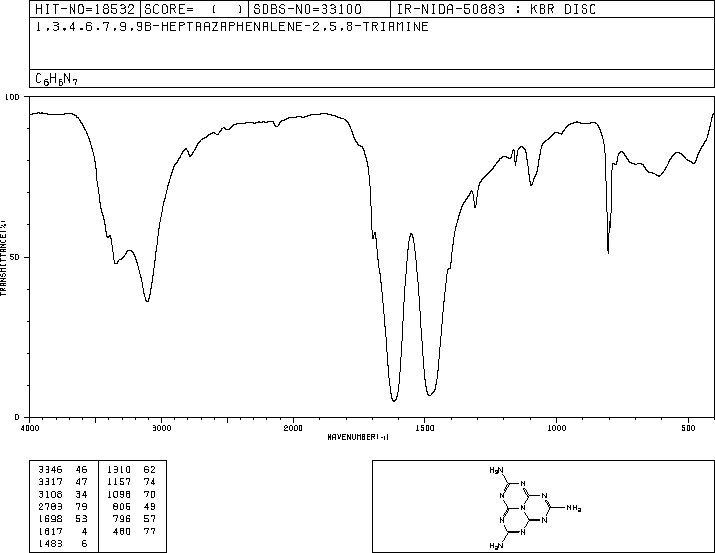 HIT-NO=18532 SCORE= ( ) SDBS-NO=33100 IR-NIDA-50883 : KBR DISC
1,3,4,6,7,9,9B-HEPTAAZAPHENALENE-2,5,8-TRIAMINE
C6H6N7
100
50
0
TRANSMITTANCE(%)
4000 3000 2000 1500 1000 500
WAVENUMBER(-1)
3346 46 1310 62
3317 47 1157 74
3108 34 1098 70
2783 79 806 49
1698 53 796 57
1617 4 480 77
1483 6
H2N
N N
N N N
N N NH2
N N
H2N